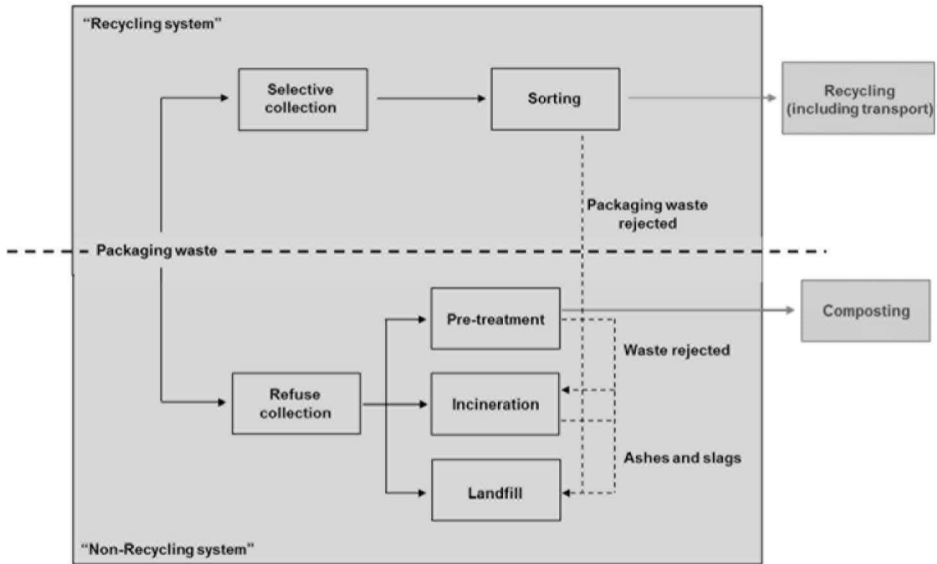 “Recycling system”
Selective
collection
Sorting
Recycling
(including transport)
Packaging waste
rejected
Packaging waste
Pre-treatment
Composting
Waste rejected
Refuse
collection
Incineration
Ashes and slags
Landfill
“Non-Recycling system”